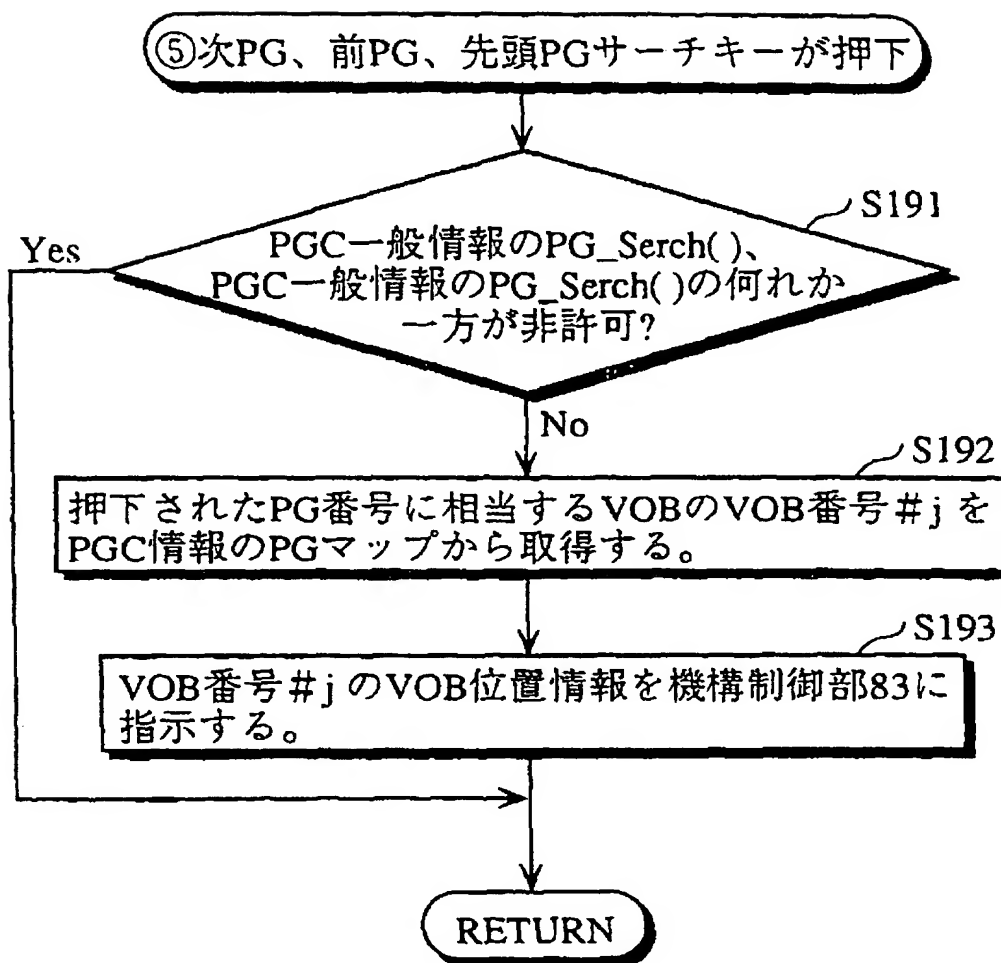 ⑤次PG、前PG、先頭PGサーチキーが押下
S191
Yes
PGC一般情報のPG_Serch( )、
PGC一般情報のPG_Serch( )の何れか
一方が非許可?
No
S192
押下されたPG番号に相当するVOBのVOB番号＃j を
PGC情報のPGマップから取得する。
S193
VOB番号＃j のVOB位置情報を機構制御部83に
指示する。
RETURN